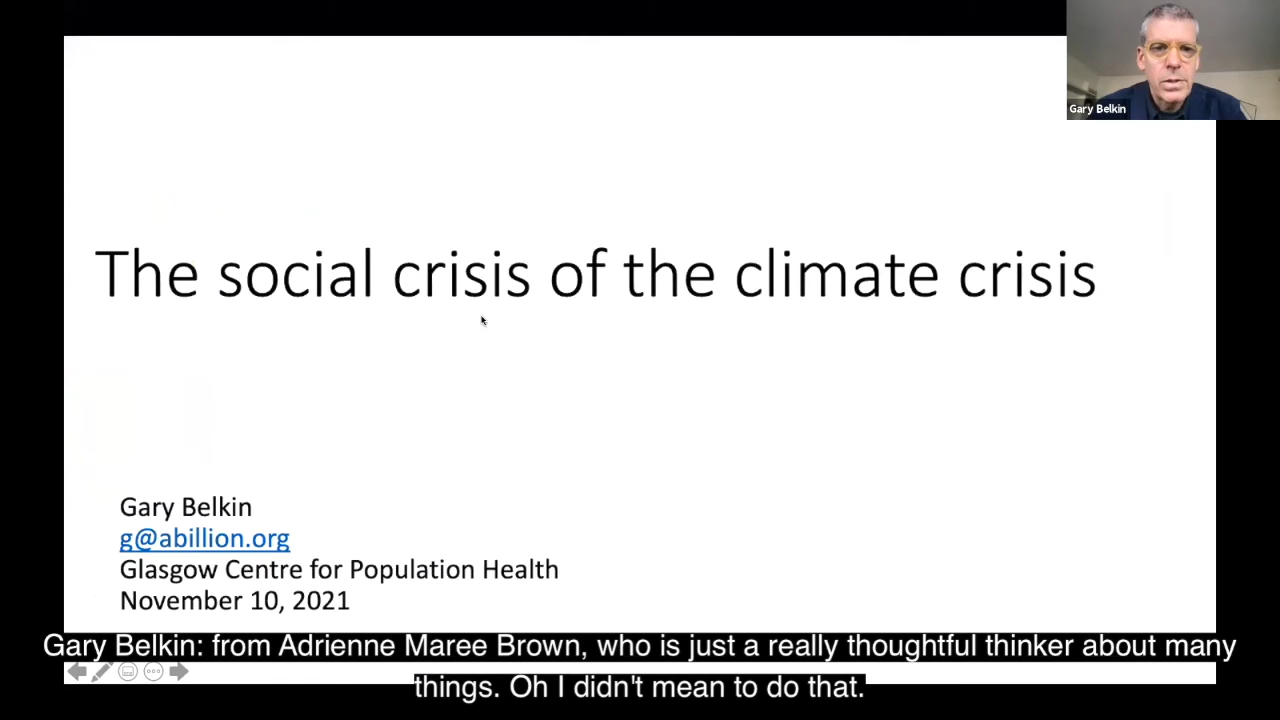 Gary Belkin
The social crisis of the climate crisis
Gary Belkin
g@abillion.org
Glasgow Centre for Population Health
November 10, 2021
Gary Belkin: from Adrienne Maree Brown, who is just a really thoughtful thinker about many
things. Oh I didn't mean to do that.